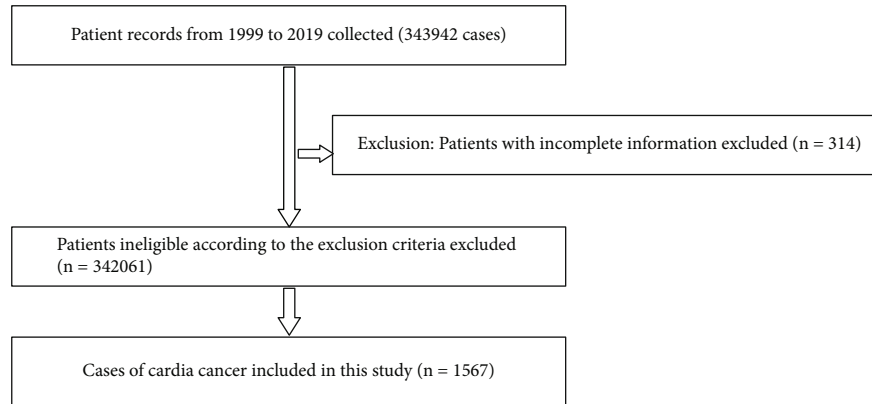 Patient records from 1999 to 2019 collected (343942 cases)
Exclusion: Patients with incomplete information excluded (n = 314)
Patients ineligible according to the exclusion criteria excluded
(n = 342061)
Cases of cardia cancer included in this study (n = 1567)